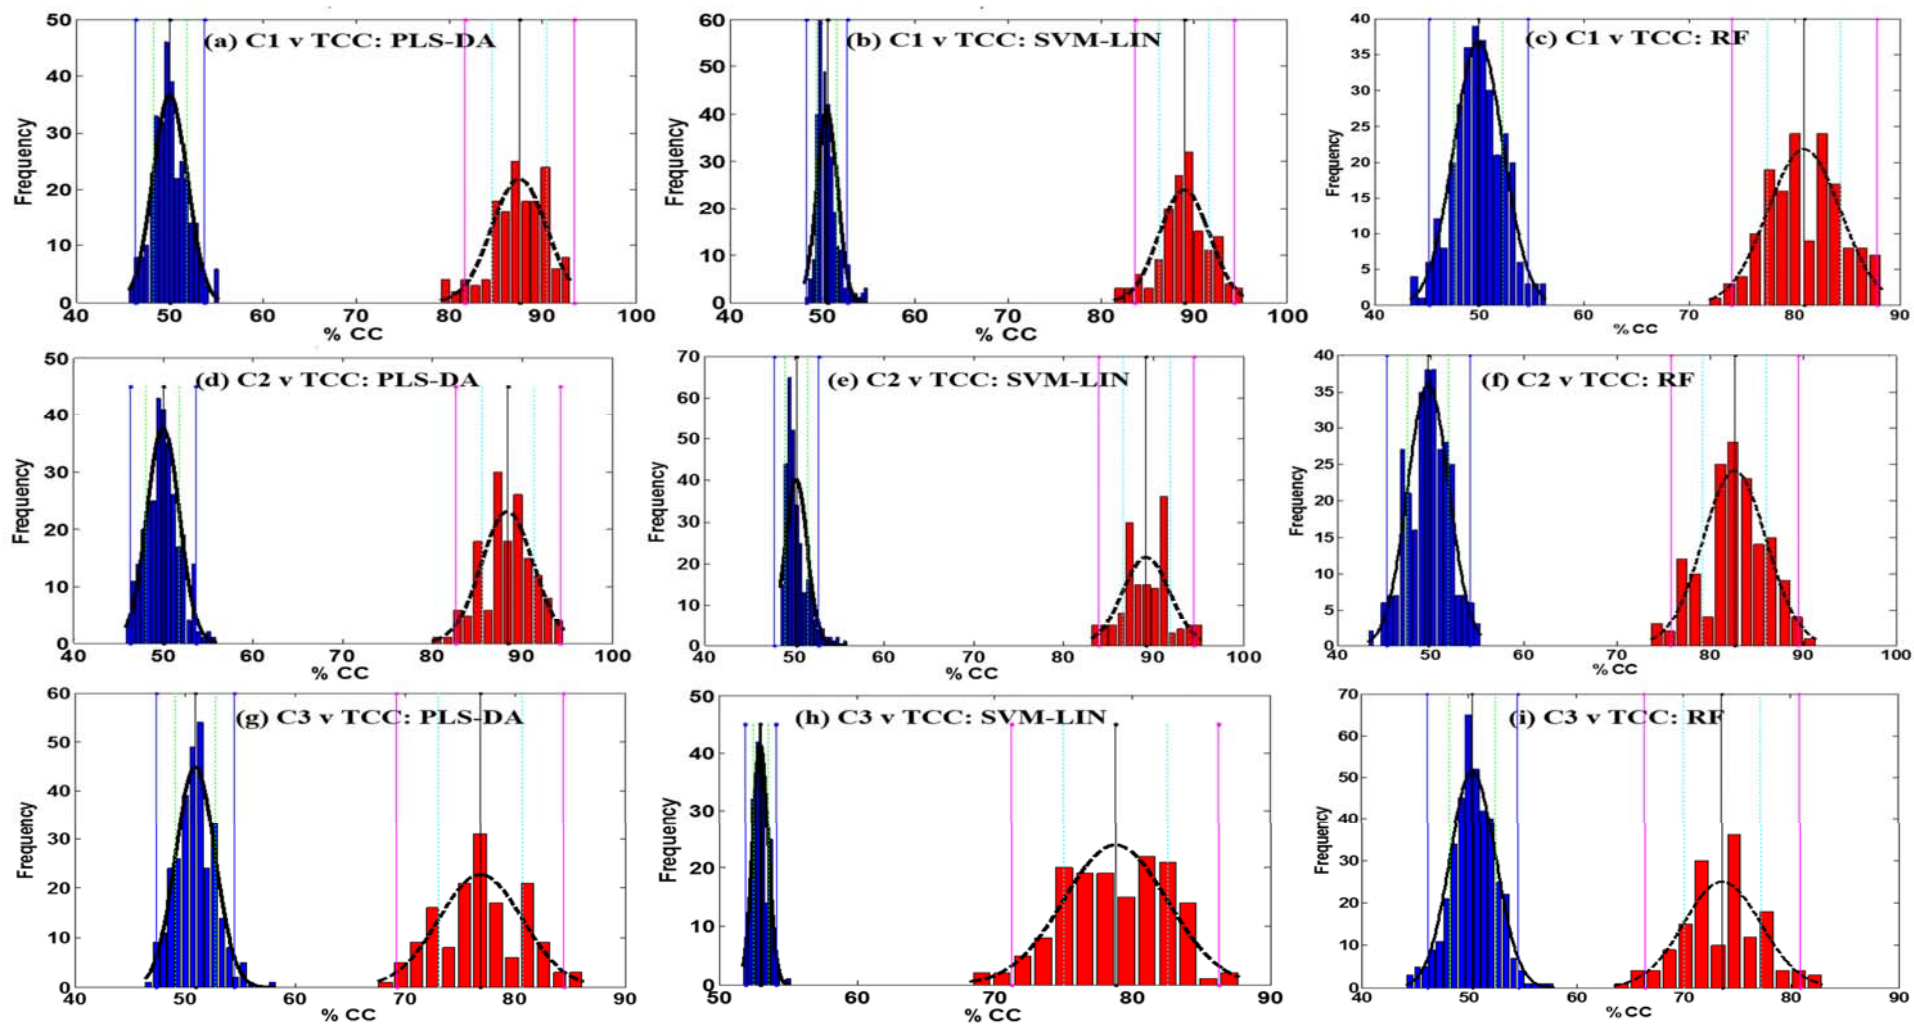 (a) C1 v TCC: PLS-DA
Frequency
50
40
30
20
10
0
40 50 60 70 80 90 100
% CC
(b) C1 v TCC: SVM-LIN
Frequency
60
50
40
30
20
10
0
40 50 60 70 80 90 100
% CC
(c) C1 v TCC: RF
Frequency
40
35
30
25
20
15
10
5
0
40 60 80 100
% CC
(d) C2 v TCC: PLS-DA
Frequency
50
40
30
20
10
0
40 50 60 70 80 90 100
% CC
(e) C2 v TCC: SVM-LIN
Frequency
70
60
50
40
30
20
10
0
40 50 60 70 80 90 100
% CC
(f) C2 v TCC: RF
Frequency
40
35
30
25
20
15
10
5
0
40 50 60 70 80 90 100
% CC
(g) C3 v TCC: PLS-DA
Frequency
60
50
40
30
20
10
0
40 50 60 70 80 90
% CC
(h) C3 v TCC: SVM-LIN
Frequency
50
40
30
20
10
0
50 60 70 80 90
% CC
(i) C3 v TCC: RF
Frequency
70
60
50
40
30
20
10
0
40 50 60 70 80 90
% CC